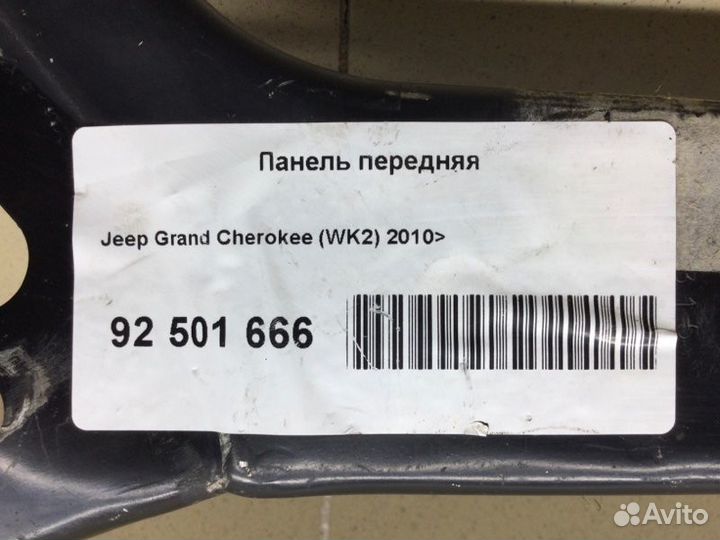 Панель передняя
Jeep Grand Cherokee (WK2) 2010>
92 501 666
Avito